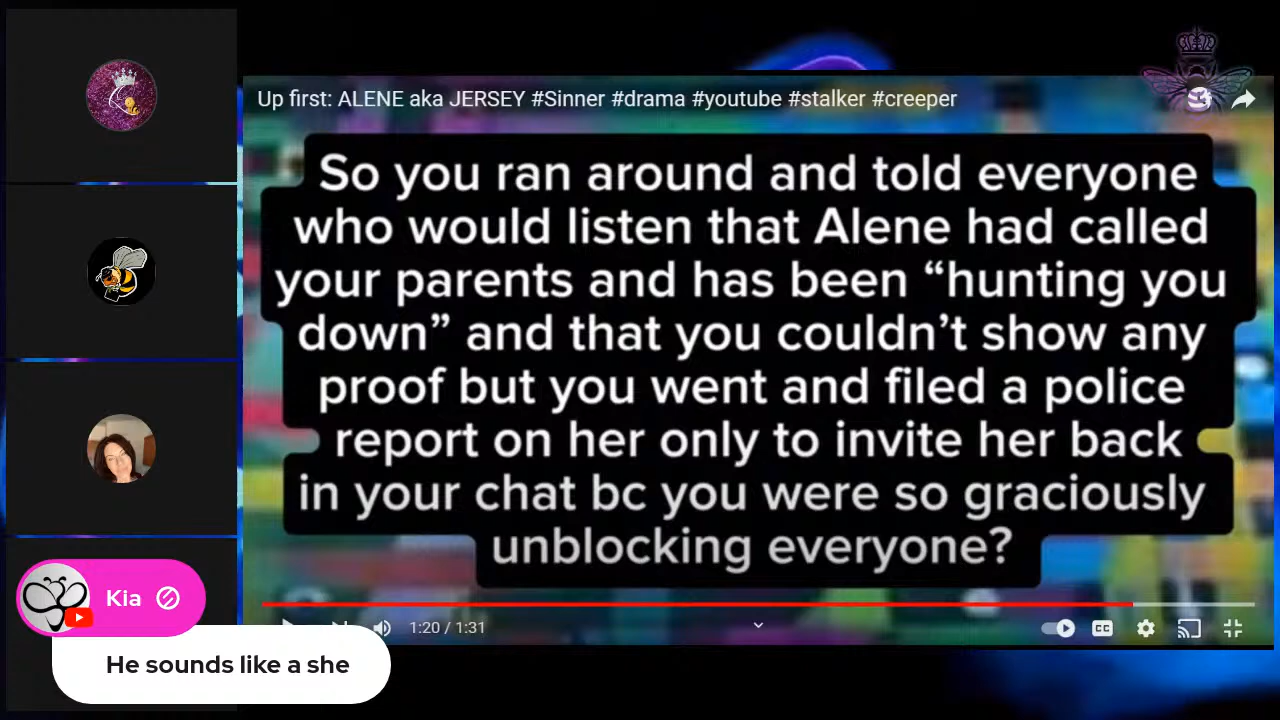 Up first: ALENE aka JERSEY #Sinner #drama #youtube #stalker #creeper
So you ran around and told everyone
who would listen that Alene had called
your parents and has been “hunting you
down” and that you couldn’t show any
proof but you went and filed a police
report on her only to invite her back
in your chat bc you were so graciously
unblocking everyone?
1:20 / 1:31
CC
Kia
He sounds like a she